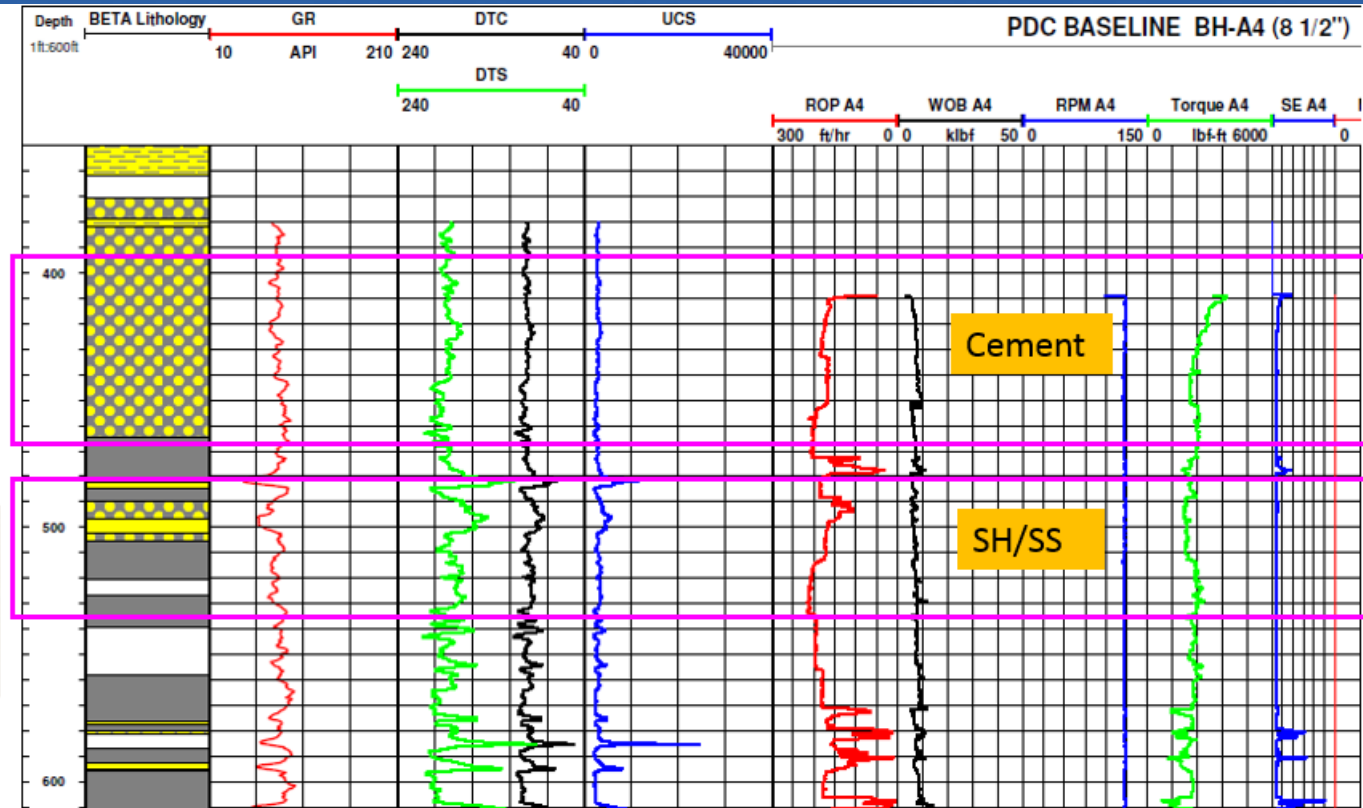 Depth BETA Lithology GR DTC UCS PDC BASELINE BH-A4 (8 1/2")
1ft:600ft
10 API 210 240 40 0 40000
DTS
240 40
ROP A4 WOB A4 RPM A4 Torque A4 SE A4
300 ft/hr 0 0 klbf 50 0 150 0 lbf-ft 6000 0
400
Cement
500
SH/SS
600